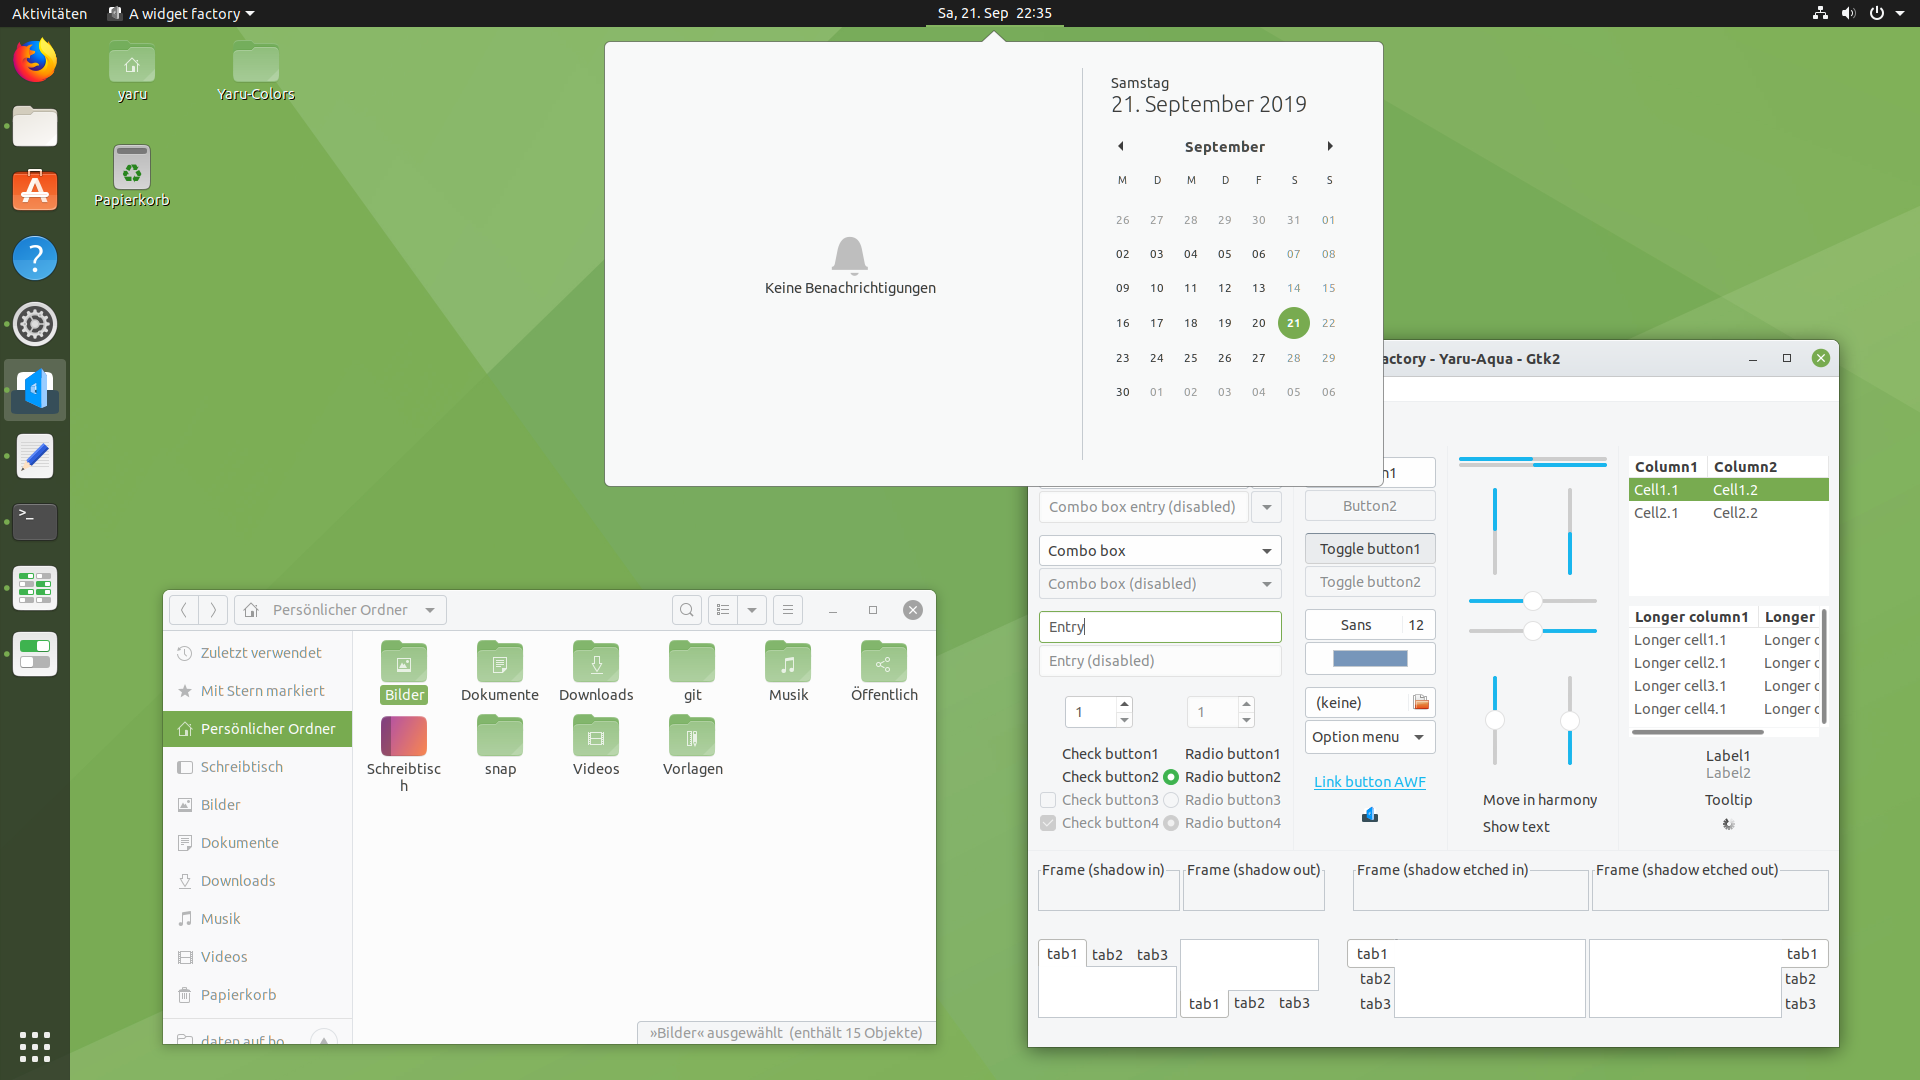 Aktivitäten A widget factory Sa, 21. Sep 22:35
yaru Yaru-Colors
Papierkorb
Keine Benachrichtigungen
Samstag
21. September 2019
September
M D M D F S S
26 27 28 29 30 31 01
02 03 04 05 06 07 08
09 10 11 12 13 14 15
16 17 18 19 20 21 22
23 24 25 26 27 28 29
30 01 02 03 04 05 06
Persönlicher Ordner
Zuletzt verwendet
Mit Stern markiert
Persönlicher Ordner
Schreibtisch
Bilder
Dokumente
Downloads
Musik
Videos
Papierkorb
daten auf ho
Bilder Dokumente Downloads git Musik Öffentlich
Schreibtisc
h
snap Videos Vorlagen
»Bilder« ausgewählt (enthält 15 Objekte)
actory - Yaru-Aqua - Gtk2
Combo box entry (disabled)
Combo box
Combo box (disabled)
Entry
Entry (disabled)
1 1
Check button1 Radio button1
Check button2 Radio button2
Check button3 Radio button3
Check button4 Radio button4
n1
Button2
Toggle button1
Toggle button2
Sans 12
(keine)
Option menu
Link button AWF
Move in harmony
Show text
Column1 Column2
Cell1.1 Cell1.2
Cell2.1 Cell2.2
Longer column1 Longer
Longer cell1.1 Longer c
Longer cell2.1 Longer c
Longer cell3.1 Longer c
Longer cell4.1 Longer c
Label1
Label2
Tooltip
Frame (shadow in) Frame (shadow out) Frame (shadow etched in) Frame (shadow etched out)
tab1 tab2 tab3
tab1 tab2 tab3
tab1
tab2
tab3
tab1
tab2
tab3